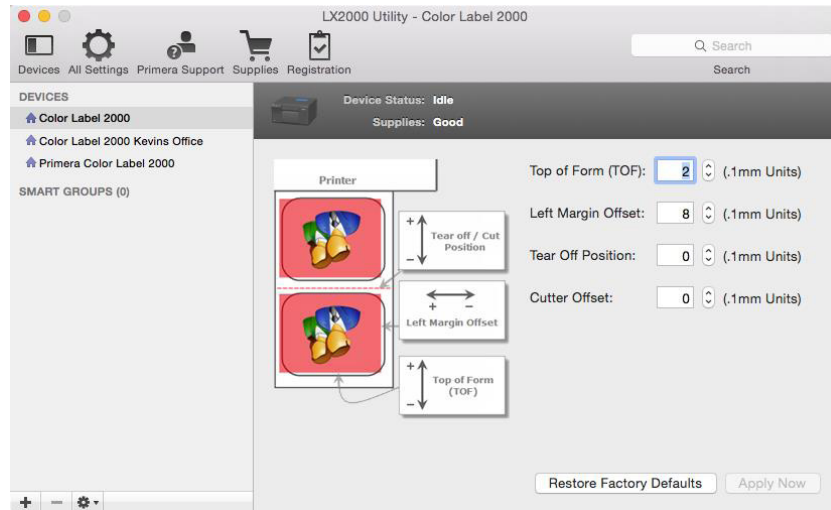 LX2000 Utility - Color Label 2000
Devices All Settings Primera Support Supplies Registration
Search
Search
DEVICES
Color Label 2000
Color Label 2000 Kevins Office
Primera Color Label 2000
SMART GROUPS (0)
Device Status: Idle
Supplies: Good
Printer
+
Tear off / Cut
Position
–
+ –
Left Margin Offset
+
Top of Form
(TOF)
–
Top of Form (TOF): 2 (.1mm Units)
Left Margin Offset: 8 (.1mm Units)
Tear Off Position: 0 (.1mm Units)
Cutter Offset: 0 (.1mm Units)
Restore Factory Defaults Apply Now